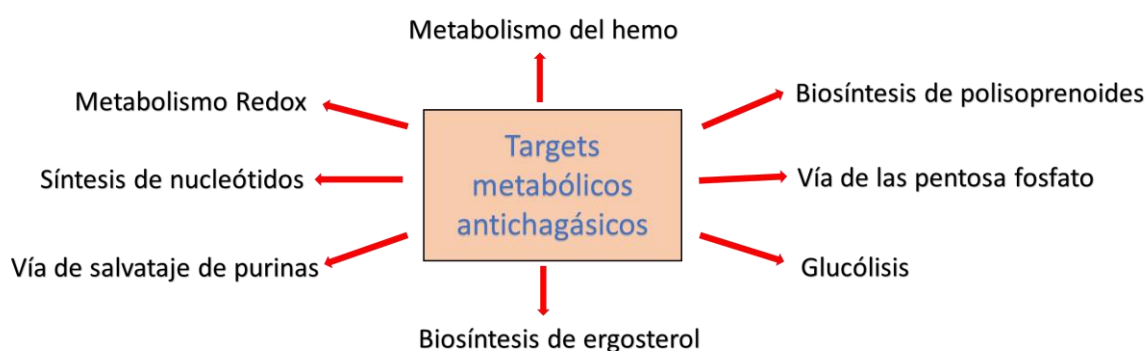 Metabolismo del hemo
Metabolismo Redox
Biosíntesis de polisoprenoides
Targets
metabólicos
antichagásicos
Síntesis de nucleótidos
Vía de las pentosa fosfato
Vía de salvataje de purinas
Glucólisis
Biosíntesis de ergosterol